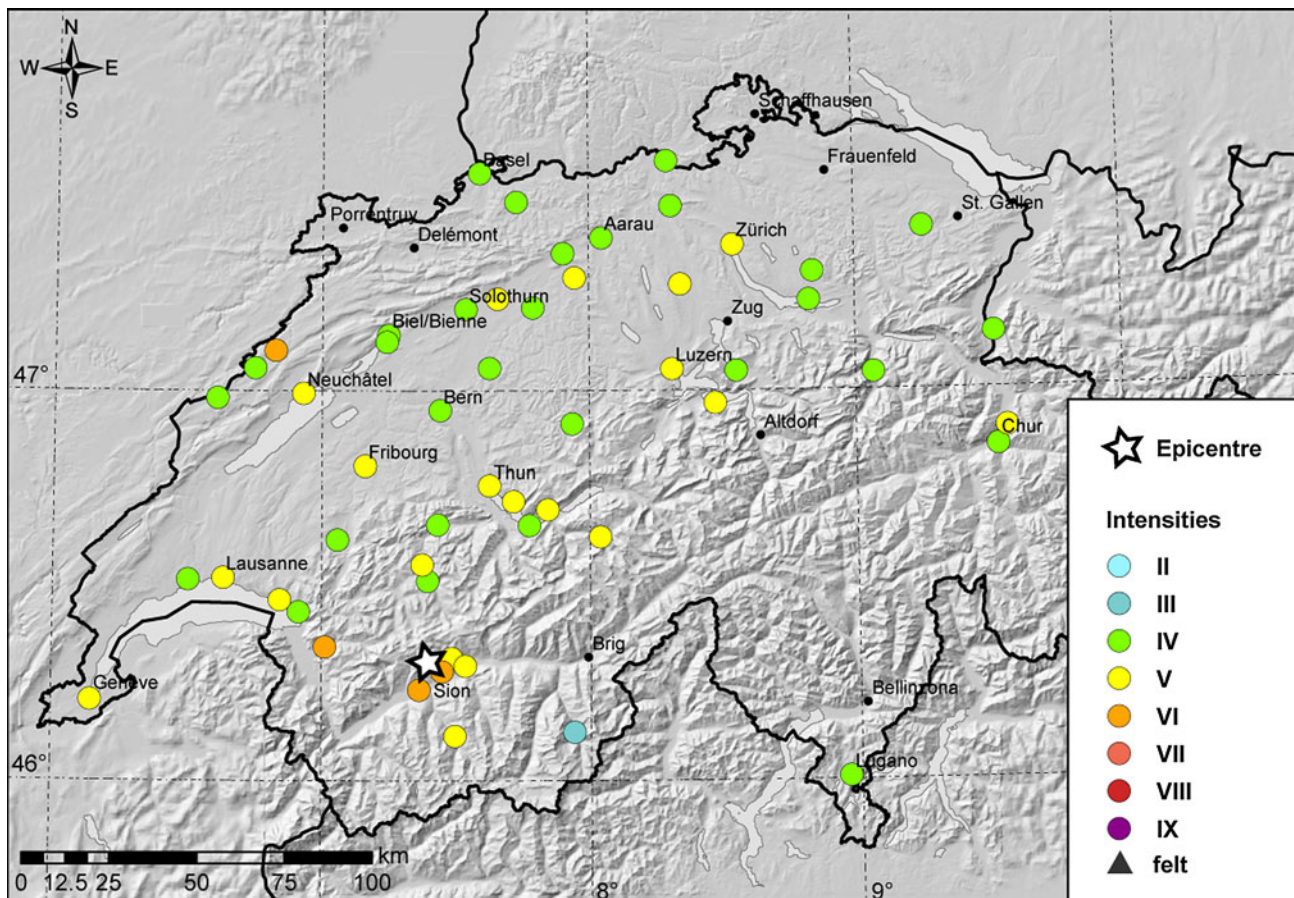 N
W E
S
Schaffhausen
Basel
Frauenfeld
St. Gallen
Porrentruy
Delémont
Aarau
Zürich
Solothurn
Zug
Biel/Bienne
Luzern
47°
Neuchâtel
Bern
Altdorf
Chur
Fribourg
Thun
Lausanne
Brig
Genève
Sion
Bellinzona
46°
Lugano
km
0 12.5 25 50 75 100
8°
9°
Epicentre
Intensities
II
III
IV
V
VI
VII
VIII
IX
felt